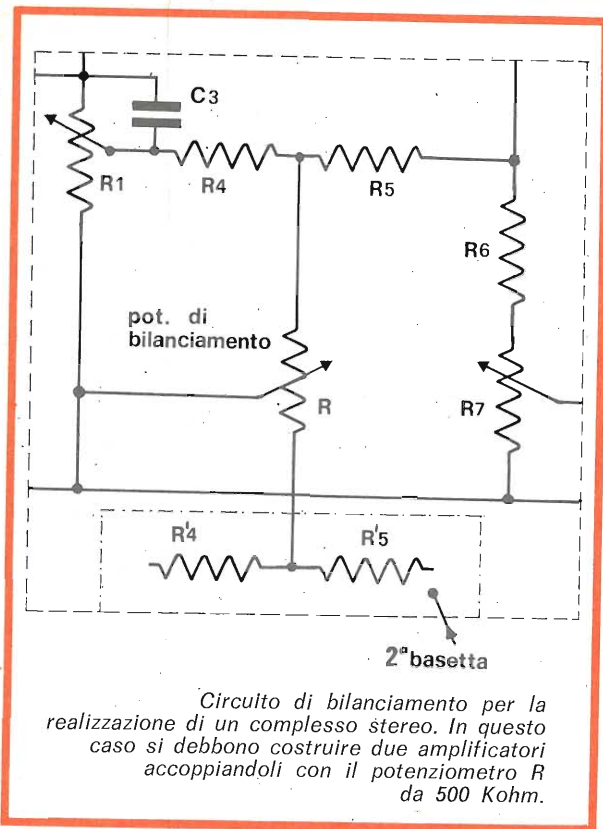 C3
R1
R4
R5
R6
pot. di
bilanciamento
R
R7
R'4
R'5
2ª basetta
Circuito di bilanciamento per la
realizzazione di un complesso stereo. In questo
caso si debbono costruire due amplificatori
accoppiandoli con il potenziometro R
da 500 Kohm.